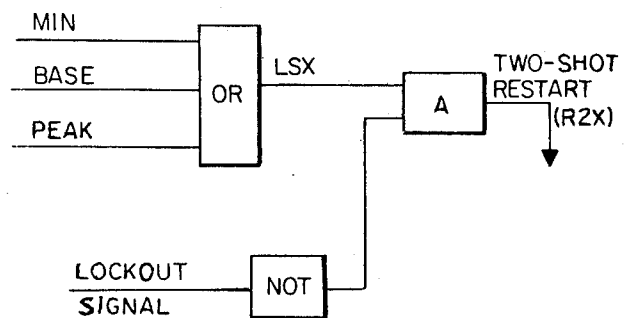 MIN
BASE
PEAK
OR
LSX
A
TWO-SHOT
RESTART
(R2X)
LOCKOUT
SIGNAL
NOT